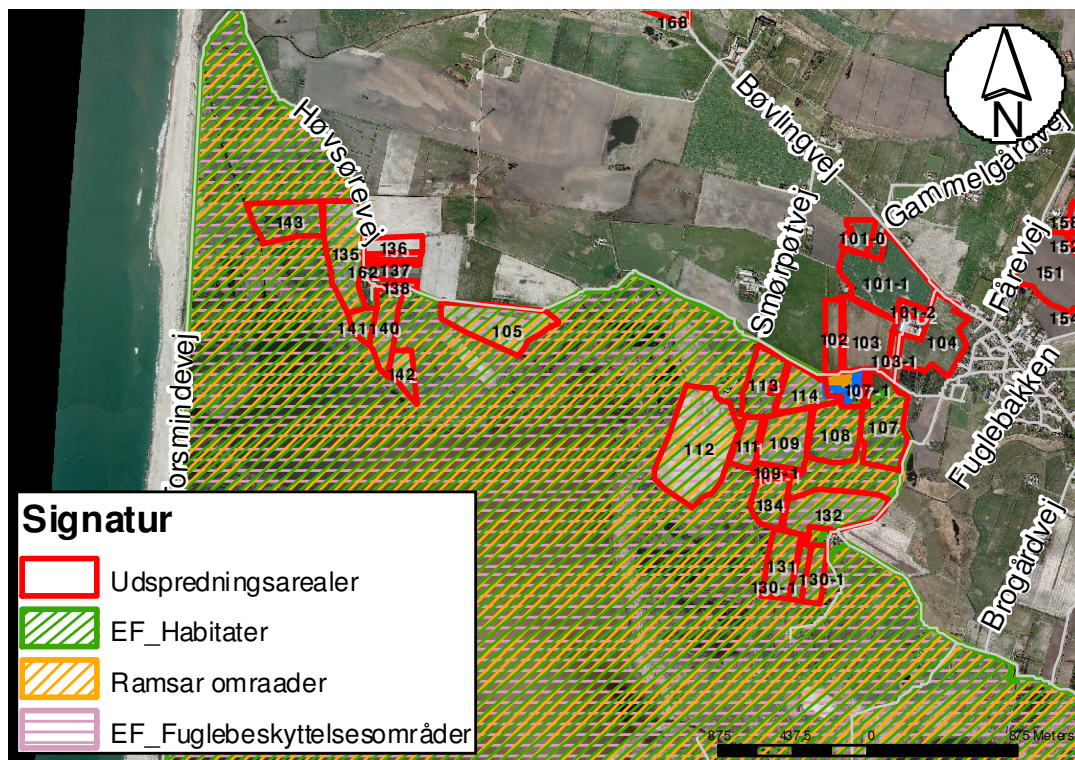 168
Bøvlingvej
N
Gammelgårdvej
Høvsørevej
Smørpøtvej
Fårevej
158
152
151
154
143
135
136
162
137
138
141
140
142
105
101-0
101-1
101-2
102
103
103-1
104
113
114
107-1
112
111
109
108
107
109-1
134
132
131
130-1
130-1
Fuglebakken
Brogårdvej
Torsmindevej
Signatur
Udspredningsarealer
EF_Habitater
Ramsar omraader
EF_Fuglebeskyttelsesområder
875 437.5 0 875 Meters